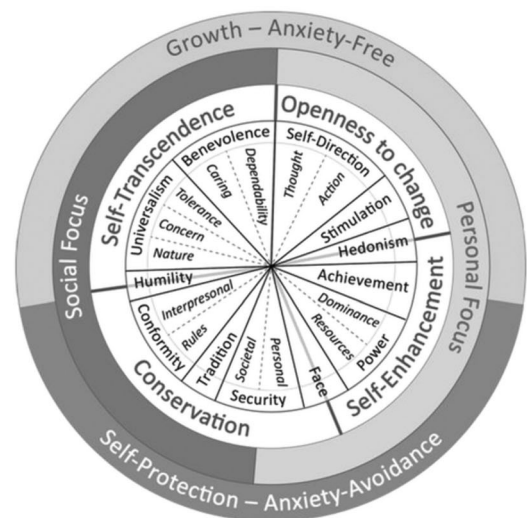 Growth – Anxiety-Free
Social Focus
Personal Focus
Self-Protection – Anxiety-Avoidance
Self-Transcendence
Openness to change
Self-Enhancement
Conservation
Benevolence
Caring
Dependability
Self-Direction
Thought
Action
Stimulation
Hedonism
Achievement
Dominance
Resources
Power
Face
Security
Personal
Societal
Tradition
Conformity
Rules
Interpresonal
Humility
Universalism
Nature
Concern
Tolerance